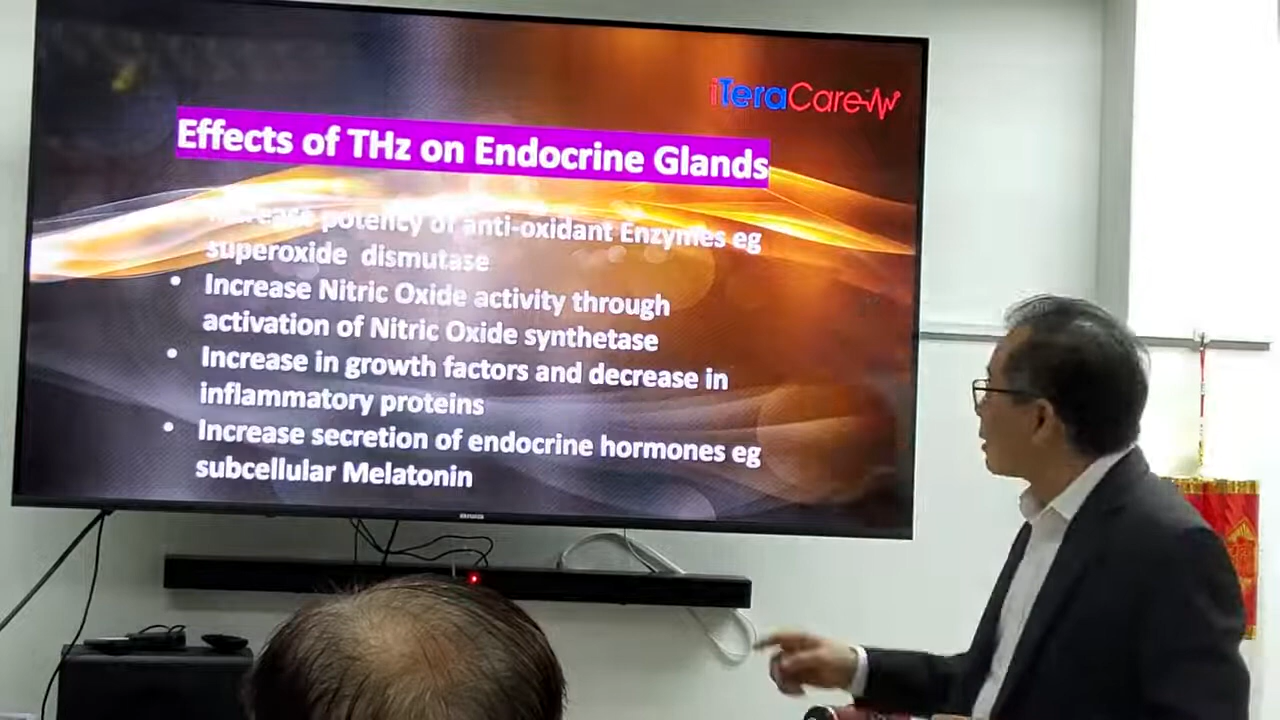 iTeraCare
Effects of THz on Endocrine Glands
Increase potency of anti-oxidant Enzymes eg
superoxide dismutase
• Increase Nitric Oxide activity through
activation of Nitric Oxide synthetase
• Increase in growth factors and decrease in
inflammatory proteins
• Increase secretion of endocrine hormones eg
subcellular Melatonin